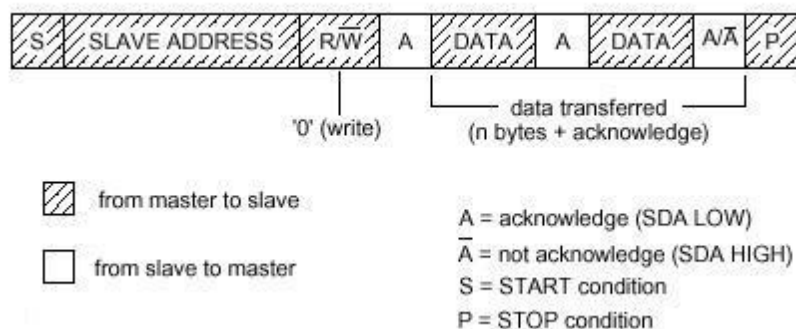 S SLAVE ADDRESS R/W̅ A DATA A DATA A/A̅ P
'0' (write)
data transferred
(n bytes + acknowledge)
from master to slave
from slave to master
A = acknowledge (SDA LOW)
A̅ = not acknowledge (SDA HIGH)
S = START condition
P = STOP condition